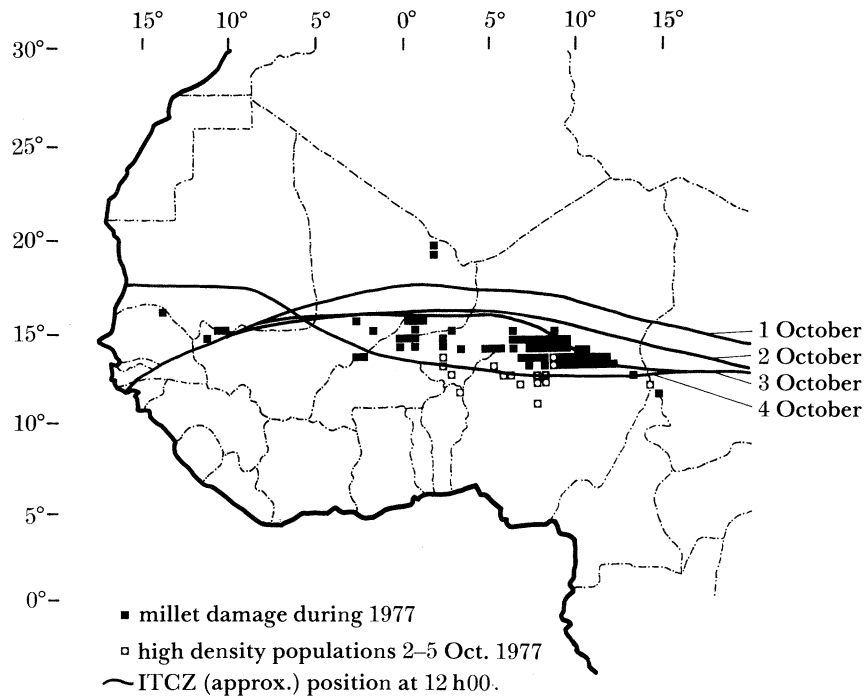 15° 10° 5° 0° 5° 10° 15°
30°
25°
20°
15°
10°
5°
0°
1 October
2 October
3 October
4 October
millet damage during 1977
high density populations 2–5 Oct. 1977
ITCZ (approx.) position at 12 h00.